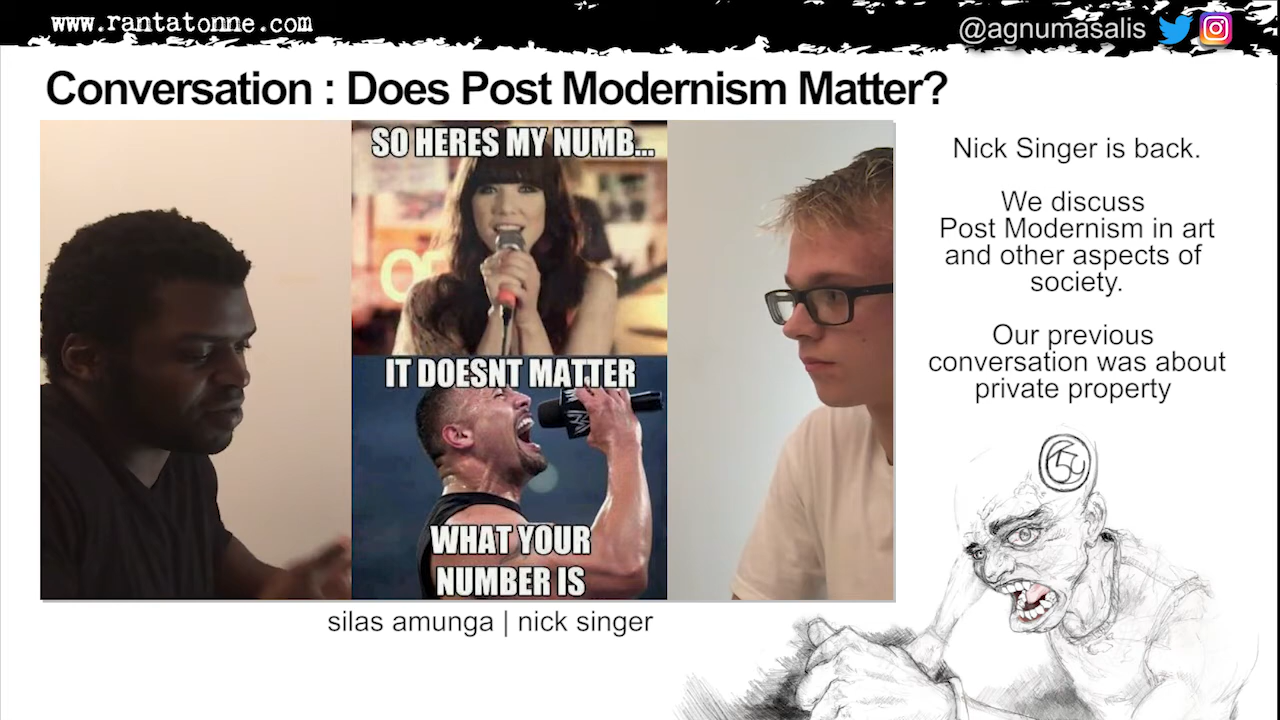 www.rantatonne.com
@agnumasalis
Conversation : Does Post Modernism Matter?
SO HERES MY NUMB...
IT DOESNT MATTER
WHAT YOUR
NUMBER IS
silas amunga | nick singer
Nick Singer is back.
We discuss
Post Modernism in art
and other aspects of
society.
Our previous
conversation was about
private property